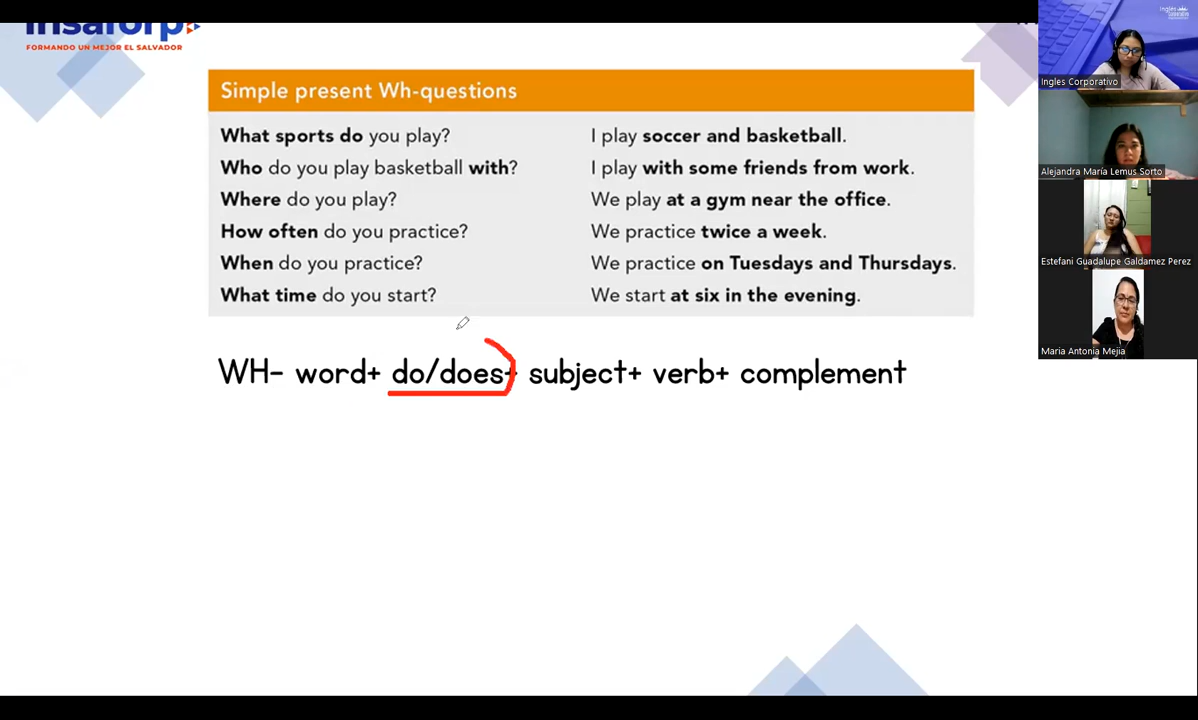 FORMANDO UN MEJOR EL SALVADOR
Simple present Wh-questions
What sports do you play? I play soccer and basketball.
Who do you play basketball with? I play with some friends from work.
Where do you play? We play at a gym near the office.
How often do you practice? We practice twice a week.
When do you practice? We practice on Tuesdays and Thursdays.
What time do you start? We start at six in the evening.
WH- word+ do/does+ subject+ verb+ complement
Ingles Corporativo
Alejandra María Lemus Sorto
Estefani Guadalupe Galdamez Perez
Maria Antonia Mejia